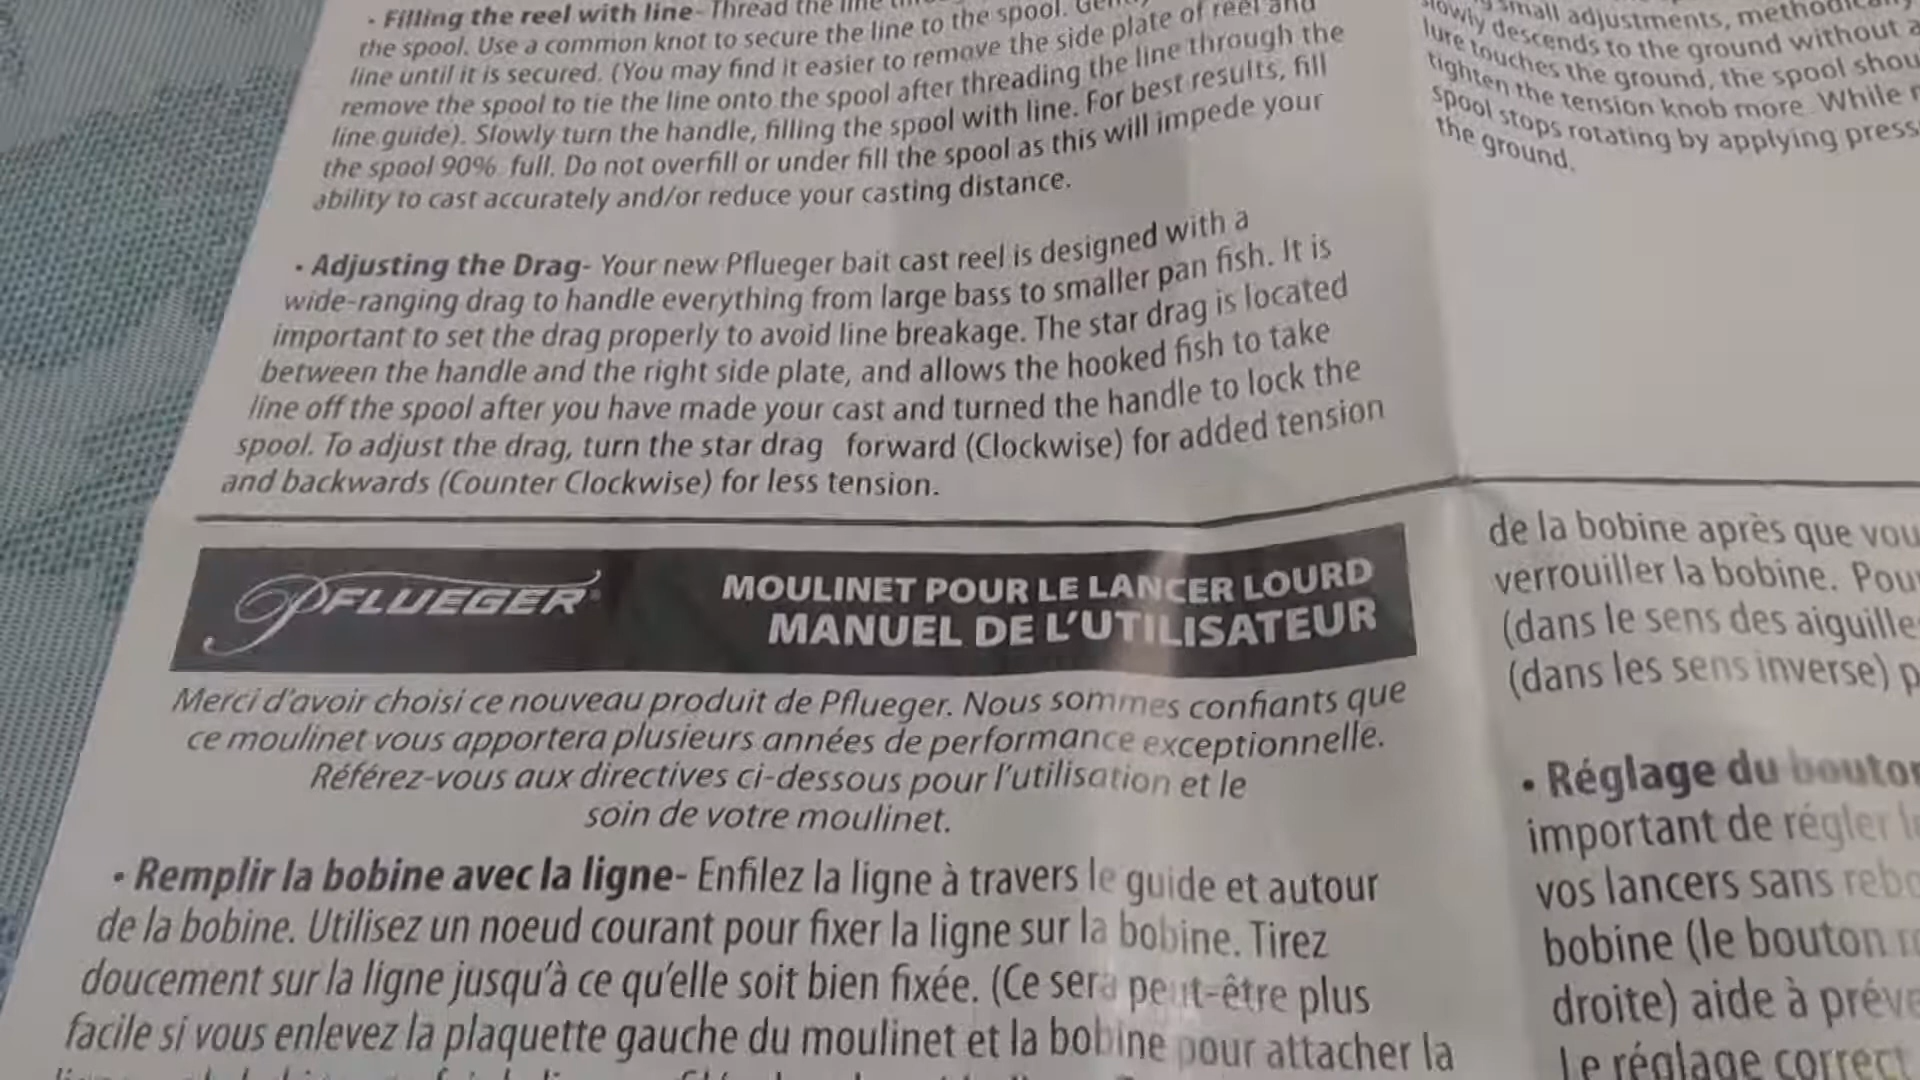 · Filling the reel with line- Thread the line
the spool. Use a common knot to secure the line to the spool.
line until it is secured. (You may find it easier to remove the side plate of reel and
remove the spool to tie the line onto the spool after threading the line through the
line guide). Slowly turn the handle, filling the spool with line. For best results, fill
the spool 90% full. Do not overfill or under fill the spool as this will impede your
ability to cast accurately and/or reduce your casting distance.
· Adjusting the Drag- Your new Pflueger bait cast reel is designed with a
wide-ranging drag to handle everything from large bass to smaller pan fish. It is
important to set the drag properly to avoid line breakage. The star drag is located
between the handle and the right side plate, and allows the hooked fish to take
line off the spool after you have made your cast and turned the handle to lock the
spool. To adjust the drag, turn the star drag forward (Clockwise) for added tension
and backwards (Counter Clockwise) for less tension.
small adjustments,
slowly descends to the ground without
lure touches the ground, the spool
tighten the tension knob more. While
spool stops rotating by applying
the ground.
PFLUEGER
MOULINET POUR LE LANCER LOURD
MANUEL DE L'UTILISATEUR
Merci d'avoir choisi ce nouveau produit de Pflueger. Nous sommes confiants que
ce moulinet vous apportera plusieurs années de performance exceptionnelle.
Référez-vous aux directives ci-dessous pour l'utilisation et le
soin de votre moulinet.
· Remplir la bobine avec la ligne- Enfilez la ligne à travers le guide et autour
de la bobine. Utilisez un noeud courant pour fixer la ligne sur la bobine. Tirez
doucement sur la ligne jusqu'à ce qu'elle soit bien fixée. (Ce sera peut-être plus
facile si vous enlevez la plaquette gauche du moulinet et la bobine pour attacher la
de la bobine après que
verrouiller la bobine.
(dans le sens des
(dans les sens inverse)
· Réglage du
important de régler
vos lancers sans
bobine (le bouton
droite) aide à
Le réglage